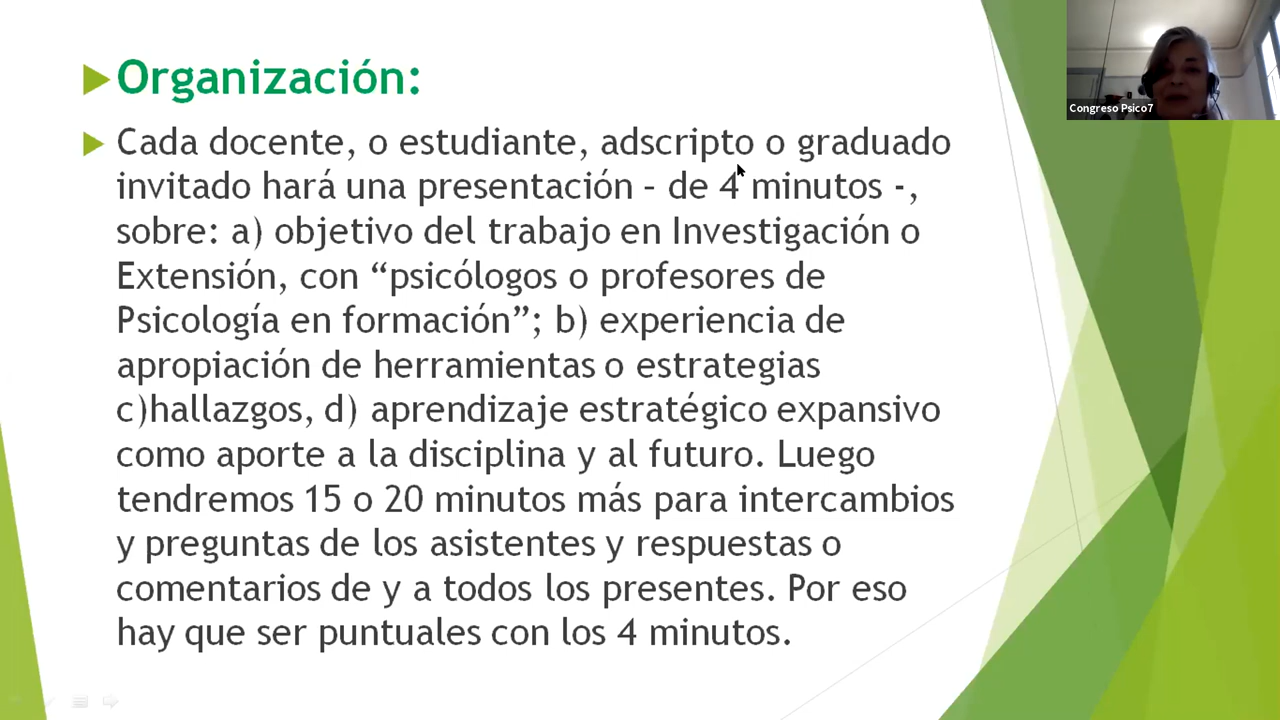 Organización:
Cada docente, o estudiante, adscripto o graduado
invitado hará una presentación – de 4 minutos -,
sobre: a) objetivo del trabajo en Investigación o
Extensión, con “psicólogos o profesores de
Psicología en formación”; b) experiencia de
apropiación de herramientas o estrategias
c)hallazgos, d) aprendizaje estratégico expansivo
como aporte a la disciplina y al futuro. Luego
tendremos 15 o 20 minutos más para intercambios
y preguntas de los asistentes y respuestas o
comentarios de y a todos los presentes. Por eso
hay que ser puntuales con los 4 minutos.
Congreso Psico7